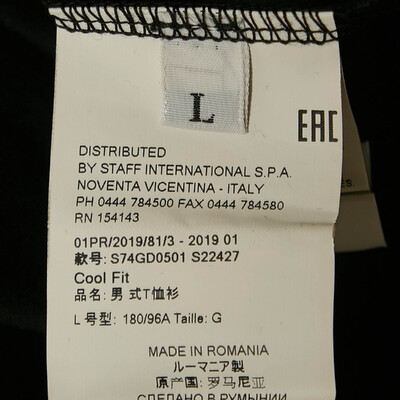 L
EAC
DISTRIBUTED
BY STAFF INTERNATIONAL S.P.A.
NOVENTA VICENTINA - ITALY
PH 0444 784500 FAX 0444 784580
RN 154143
01PR/2019/81/3 - 2019 01
款号: S74GD0501 S22427
Cool Fit
品名: 男 式T恤衫
L 号型: 180/96A Taille: G
MADE IN ROMANIA
ルーマニア製
原产国: 罗马尼亚
СДЕЛАНО В РУМЫНИИ